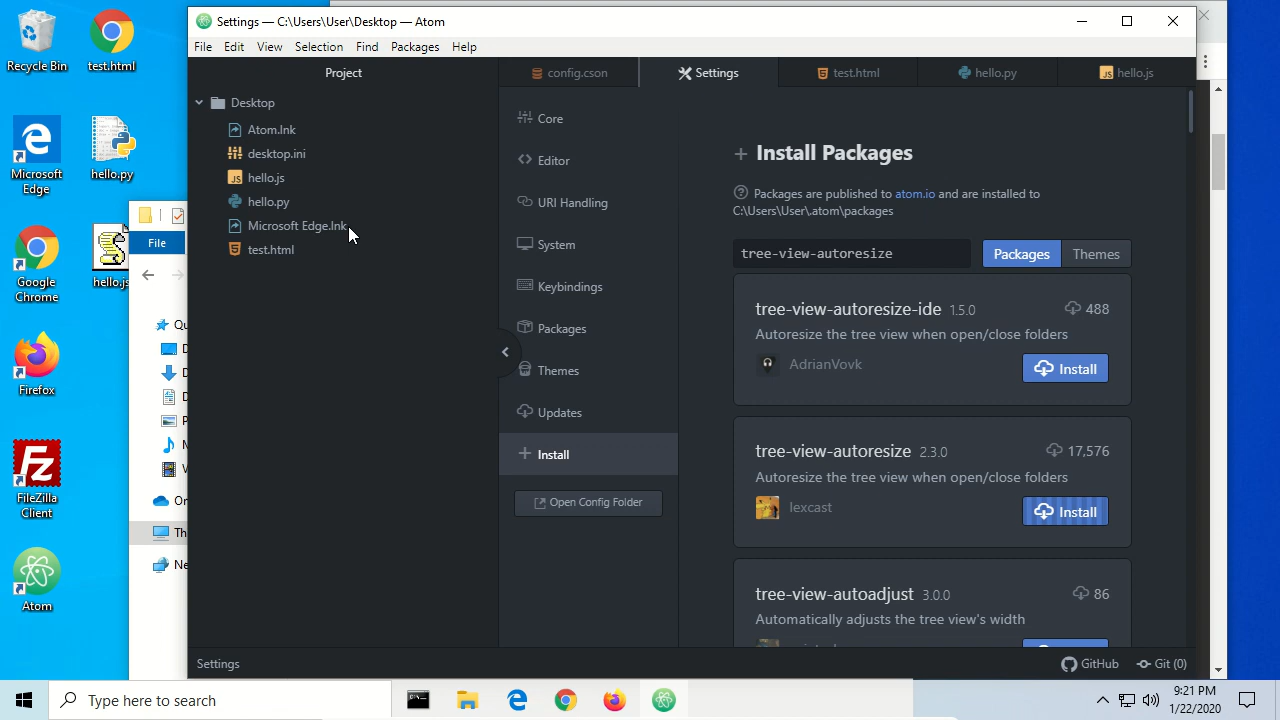 Settings — C:\Users\User\Desktop — Atom
File Edit View Selection Find Packages Help
Project
config.cson
Settings
test.html
hello.py
hello.js
Desktop
Atom.lnk
desktop.ini
hello.js
hello.py
Microsoft Edge.lnk
test.html
Core
Editor
URI Handling
System
Keybindings
Packages
Themes
Updates
Install
Open Config Folder
Install Packages
Packages are published to atom.io and are installed to
C:\Users\User\.atom\packages
tree-view-autoresize
Packages
Themes
tree-view-autoresize-ide 1.5.0
488
Autoresize the tree view when open/close folders
AdrianVovk
Install
tree-view-autoresize 2.3.0
17,576
Autoresize the tree view when open/close folders
lexcast
Install
tree-view-autoadjust 3.0.0
86
Automatically adjusts the tree view's width
Settings
GitHub
Git (0)
Recycle Bin
test.html
Microsoft
Edge
hello.py
Google
Chrome
hello.js
Firefox
FileZilla
Client
Atom
File
Type here to search
9:21 PM
1/22/2020